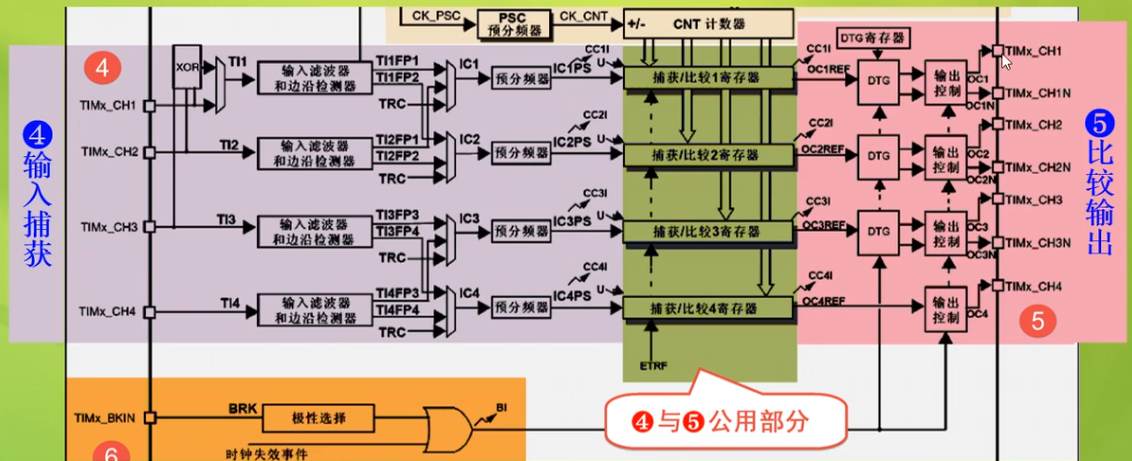 CK_PSC
PSC
预分频器
CK_CNT
+/-
CNT 计数器
DTG寄存器
4
XOR
TI1
TIMx_CH1
输入滤波器
和边沿检测器
TI1FP1
TI1FP2
TRC
IC1
预分频器
IC1PS
CC1I
U
捕获/比较1寄存器
CC1I
OC1REF
DTG
输出
控制
OC1
OC1N
TIMx_CH1
TIMx_CH1N
TIMx_CH2
TI2
输入滤波器
和边沿检测器
TI2FP1
TI2FP2
TRC
IC2
预分频器
CC2I
IC2PS
U
捕获/比较2寄存器
CC2I
OC2REF
DTG
输出
控制
OC2
OC2N
TIMx_CH2
TIMx_CH2N
TIMx_CH3
TI3
输入滤波器
和边沿检测器
TI3FP3
TI3FP4
TRC
IC3
预分频器
CC3I
IC3PS
U
捕获/比较3寄存器
CC3I
OC3REF
DTG
输出
控制
OC3
OC3N
TIMx_CH3
TIMx_CH3N
TIMx_CH4
TI4
输入滤波器
和边沿检测器
TI4FP3
TI4FP4
TRC
IC4
预分频器
CC4I
IC4PS
U
捕获/比较4寄存器
CC4I
OC4REF
输出
控制
OC4
TIMx_CH4
5
ETRF
❹输入捕获
❺比较输出
❹与❺公用部分
TIMx_BKIN
BRK
极性选择
BI
时钟失效事件
6